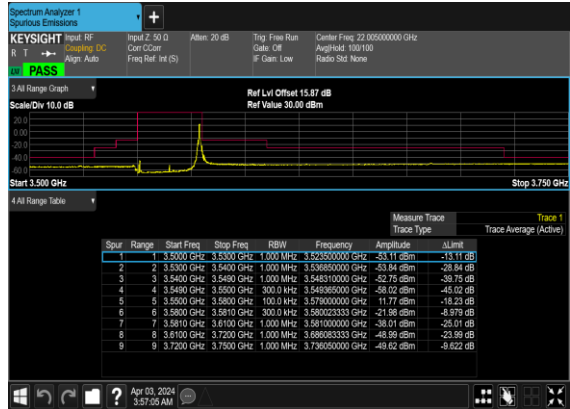 Spectrum Analyzer 1
Spurious Emissions
KEYSIGHT Input: RF Input Z: 50 Ω Atten: 20 dB Trig: Free Run Center Freq: 22.005000000 GHz
R T Coupling: DC Corr CCorr Gate: Off Avg|Hold: 100/100
Align: Auto Freq Ref: Int (S) IF Gain: Low Radio Std: None
PASS
3 All Range Graph
Ref Lvl Offset 15.87 dB
Scale/Div 10.0 dB Ref Value 30.00 dBm
20.0
0.00
-20.0
-40.0
Start 3.500 GHz Stop 3.750 GHz
4 All Range Table
Measure Trace Trace 1
Trace Type Trace Average (Active)
Spur Range Start Freq Stop Freq RBW Frequency Amplitude ΔLimit
1 1 3.5000 GHz 3.5300 GHz 1.000 MHz 3.523500000 GHz -53.11 dBm -13.11 dB
2 2 3.5300 GHz 3.5400 GHz 1.000 MHz 3.536850000 GHz -53.84 dBm -28.84 dB
3 3 3.5400 GHz 3.5490 GHz 1.000 MHz 3.548310000 GHz -52.75 dBm -39.75 dB
4 4 3.5490 GHz 3.5500 GHz 300.0 kHz 3.549365000 GHz -58.02 dBm -45.02 dB
5 5 3.5500 GHz 3.5800 GHz 100.0 kHz 3.579000000 GHz 11.77 dBm -18.23 dB
6 6 3.5800 GHz 3.5810 GHz 300.0 kHz 3.580023333 GHz -21.98 dBm -8.979 dB
7 7 3.5810 GHz 3.6100 GHz 1.000 MHz 3.581000000 GHz -38.01 dBm -25.01 dB
8 8 3.6100 GHz 3.7200 GHz 1.000 MHz 3.686083333 GHz -48.99 dBm -23.99 dB
9 9 3.7200 GHz 3.7500 GHz 1.000 MHz 3.736050000 GHz -49.62 dBm -9.622 dB
? Apr 03, 2024
3:57:05 AM